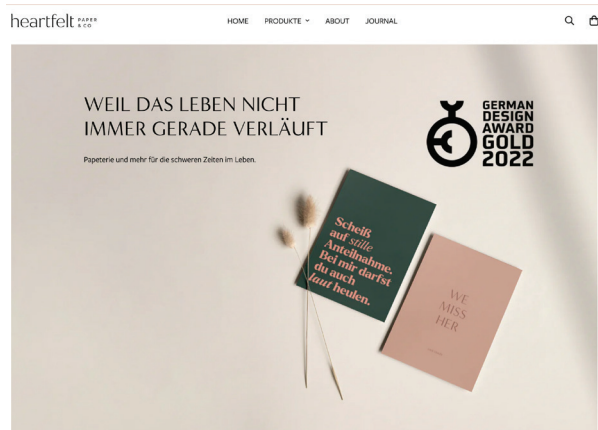 heartfelt PAPER
& CO
HOME PRODUKTE ABOUT JOURNAL
WEIL DAS LEBEN NICHT
IMMER GERADE VERLÄUFT
Papeterie und mehr für die schweren Zeiten im Leben.
GERMAN
DESIGN
AWARD
GOLD
2022
Scheiß
auf stille
Anteilnahme.
Bei mir darfst
du auch
laut heulen.
WE
MISS
HER